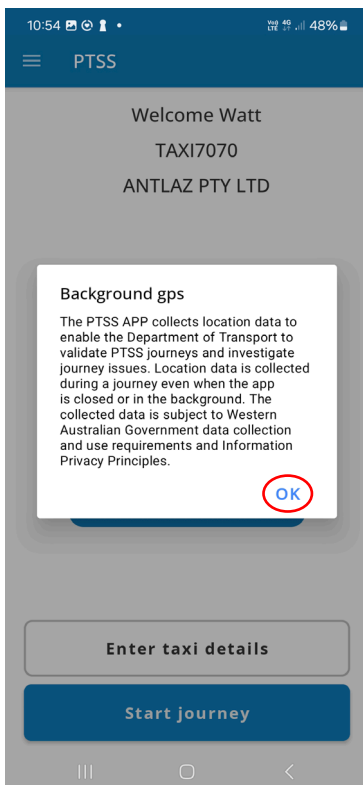 10:54
VoI) 4G 48%
LTE
PTSS
Welcome Watt
TAXI7070
ANTLAZ PTY LTD
Background gps
The PTSS APP collects location data to
enable the Department of Transport to
validate PTSS journeys and investigate
journey issues. Location data is collected
during a journey even when the app
is closed or in the background. The
collected data is subject to Western
Australian Government data collection
and use requirements and Information
Privacy Principles.
OK
Enter taxi details
Start journey